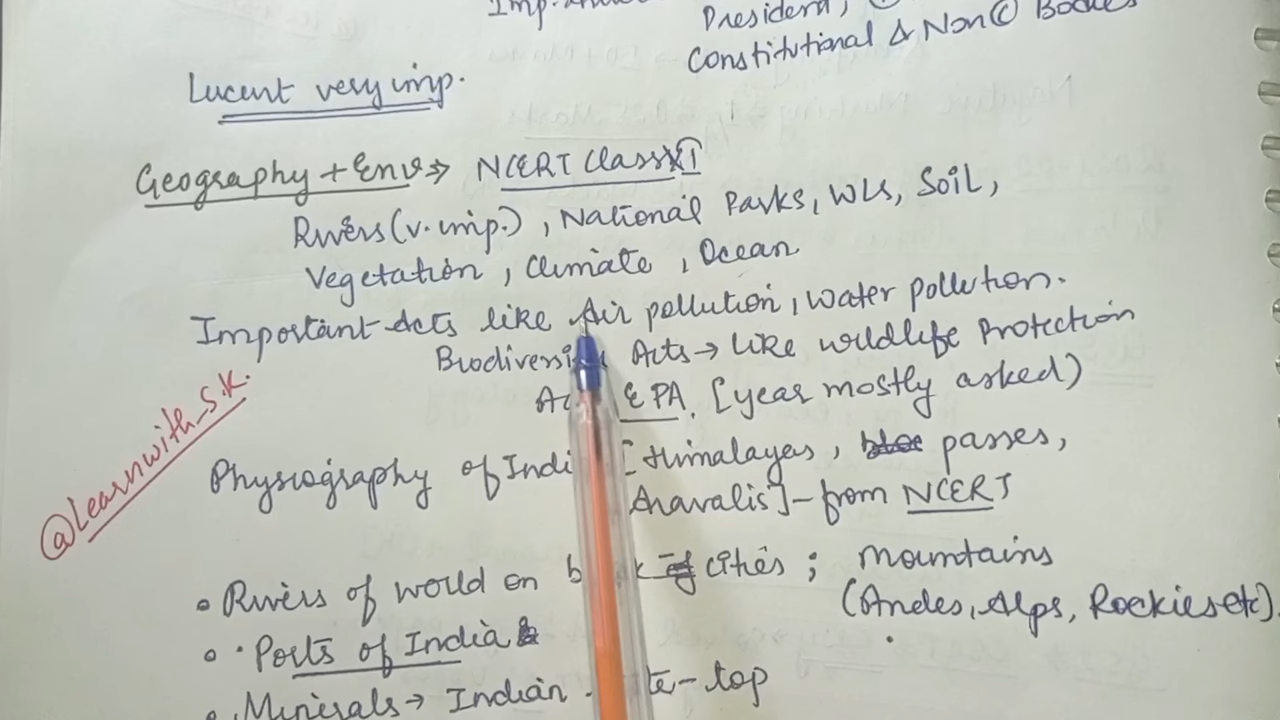 President,
Constitutional & Non © Bodies
Lucent very imp.
Geography + Env → NCERT Class XI
Rivers (v. imp.), National Parks, WLS, Soil,
Vegetation, Climate, Ocean
Important Acts like Air pollution, Water pollution.
Acts → like wildlife Protection
EPA, [year mostly asked)
Physiography of [Himalayas, passes,
Aravalis] - from NCERT
@Learnwith_S.K.
• Rivers of world on cities; Mountains
(Andes, Alps, Rockies etc).
• Ports of India
• Minerals → Indian top